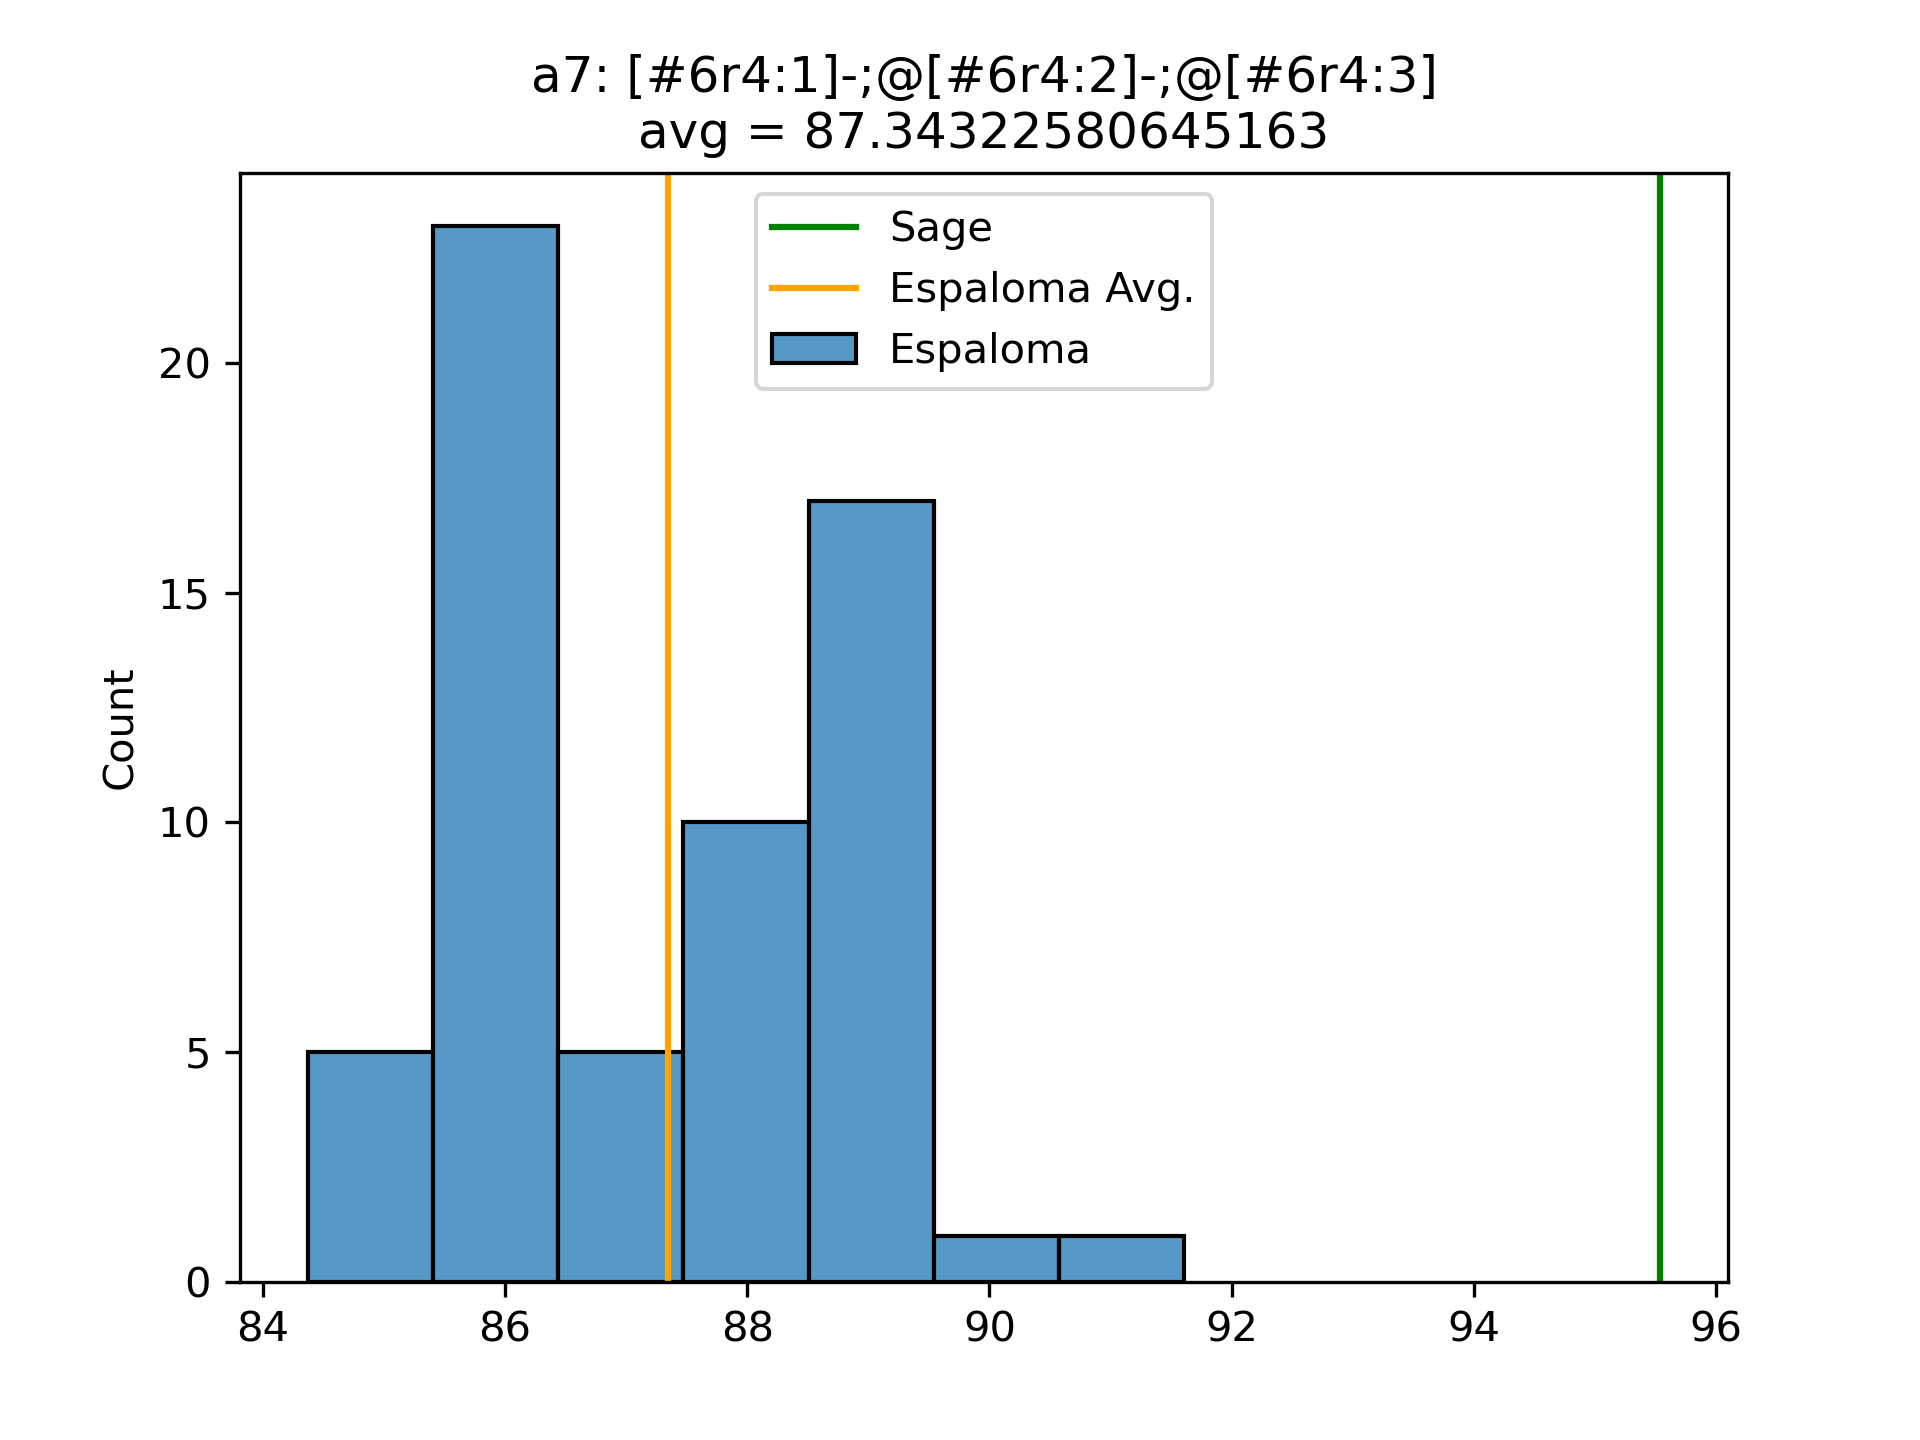 a7: [#6r4:1]-;@[#6r4:2]-;@[#6r4:3]
avg = 87.34322580645163
Sage
Espaloma Avg.
Espaloma
Count
20
15
10
5
0
84 86 88 90 92 94 96